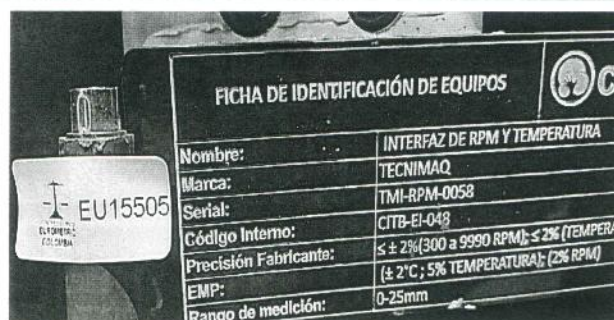 FICHA DE IDENTIFICACIÓN DE EQUIPOS
C
Nombre: INTERFAZ DE RPM Y TEMPERATURA
Marca: TECNIMAQ
Serial: TMI-RPM-0058
Código Interno: CITB-EI-048
Precisión Fabricante: ≤ ± 2%(300 a 9990 RPM); ≤ 2% (TEMPERA
EMP: (± 2°C ; 5% TEMPERATURA); (2% RPM)
Rango de medición: 0-25mm
EU15505
EUROMETRIC
COLOMBIA